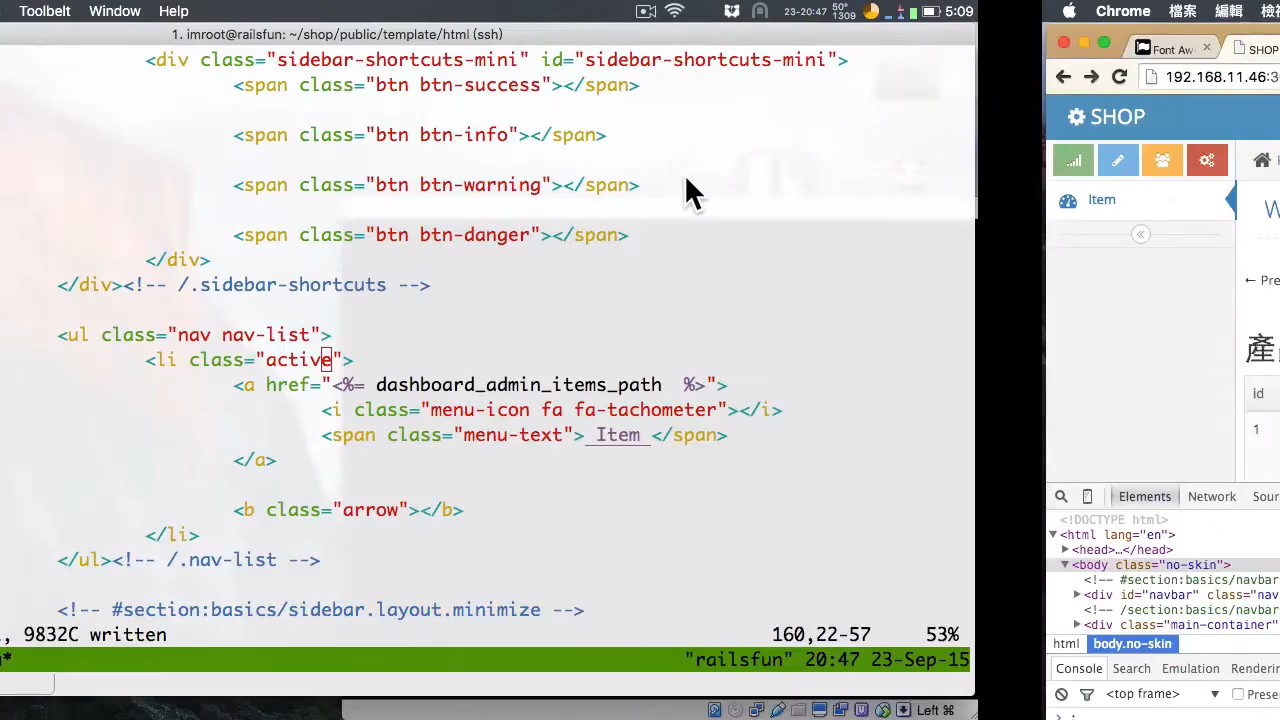 Toolbelt Window Help 23-20:47 50° 1309 5:09
1. imroot@railsfun: ~/shop/public/template/html (ssh)
<div class="sidebar-shortcuts-mini" id="sidebar-shortcuts-mini">
<span class="btn btn-success"></span>
<span class="btn btn-info"></span>
<span class="btn btn-warning"></span>
<span class="btn btn-danger"></span>
</div>
</div><!-- /.sidebar-shortcuts -->
<ul class="nav nav-list">
<li class="active">
<a href="<%= dashboard_admin_items_path %>">
<i class="menu-icon fa fa-tachometer"></i>
<span class="menu-text"> Item </span>
</a>
<b class="arrow"></b>
</li>
</ul><!-- /.nav-list -->
<!-- #section:basics/sidebar.layout.minimize -->
, 9832C written 160,22-57 53%
* "railsfun" 20:47 23-Sep-15
Left ⌘
Chrome 檔案 編輯 檢視
Font Aw SHOP
192.168.11.46:3
SHOP
Item
← Pre
產
id
1
Elements Network Sour
<!DOCTYPE html>
<html lang="en">
<head>…</head>
<body class="no-skin">
<!-- #section:basics/navbar
<div id="navbar" class="nav
<!-- /section:basics/navbar
<div class="main-container"
html body.no-skin
Console Search Emulation Rendering
<top frame> Preser